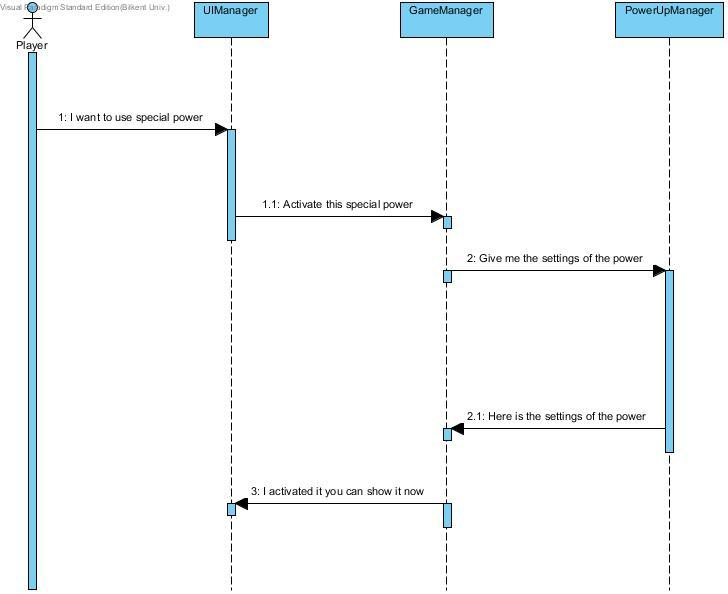 Visual Paradigm Standard Edition(Bilkent Univ.)
UIManager
GameManager
PowerUpManager
Player
1: I want to use special power
1.1: Activate this special power
2: Give me the settings of the power
2.1: Here is the settings of the power
3: I activated it you can show it now